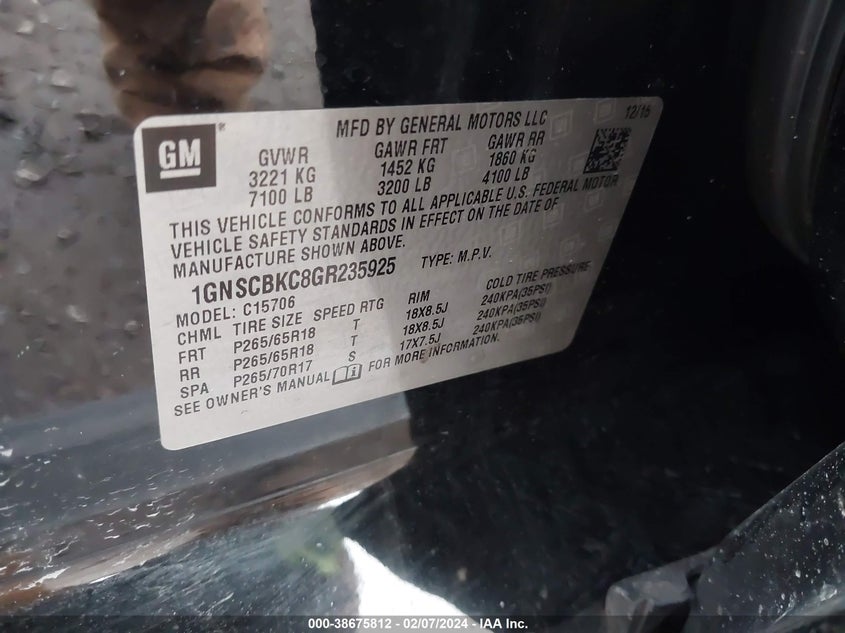 GM ®
MFD BY GENERAL MOTORS LLC
12/15
GVWR GAWR FRT GAWR RR
3221 KG 1452 KG 1860 KG
7100 LB 3200 LB 4100 LB
THIS VEHICLE CONFORMS TO ALL APPLICABLE U.S. FEDERAL MOTOR
VEHICLE SAFETY STANDARDS IN EFFECT ON THE DATE OF
MANUFACTURE SHOWN ABOVE.
1GNSCBKC8GR235925 TYPE: M.P.V.
MODEL: C15706
CHML TIRE SIZE SPEED RTG RIM COLD TIRE PRESSURE
FRT P265/65R18 T 18X8.5J 240KPA(35PSI)
RR P265/65R18 T 18X8.5J 240KPA(35PSI)
SPA P265/70R17 S 17X7.5J 240KPA(35PSI)
SEE OWNER'S MANUAL FOR MORE INFORMATION.
000-38675812 - 02/07/2024 - IAA Inc.